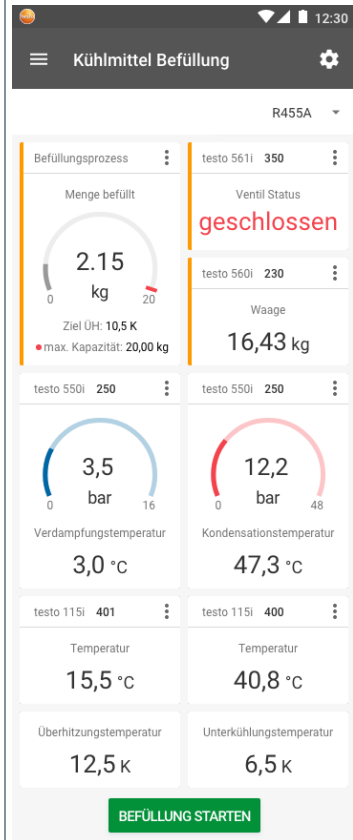 testo
12:30
Kühlmittel Befüllung
R455A
Befüllungsprozess
Menge befüllt
2.15
kg
0 20
Ziel ÜH: 10,5 K
max. Kapazität: 20,00 kg
testo 561i 350
Ventil Status
geschlossen
testo 560i 230
Waage
16,43 kg
testo 550i 250
3,5
bar
0 16
Verdampfungstemperatur
3,0 °C
testo 550i 250
12,2
bar
0 48
Kondensationstemperatur
47,3 °C
testo 115i 401
Temperatur
15,5 °C
testo 115i 400
Temperatur
40,8 °C
Überhitzungstemperatur
12,5 K
Unterkühlungstemperatur
6,5 K
BEFÜLLUNG STARTEN